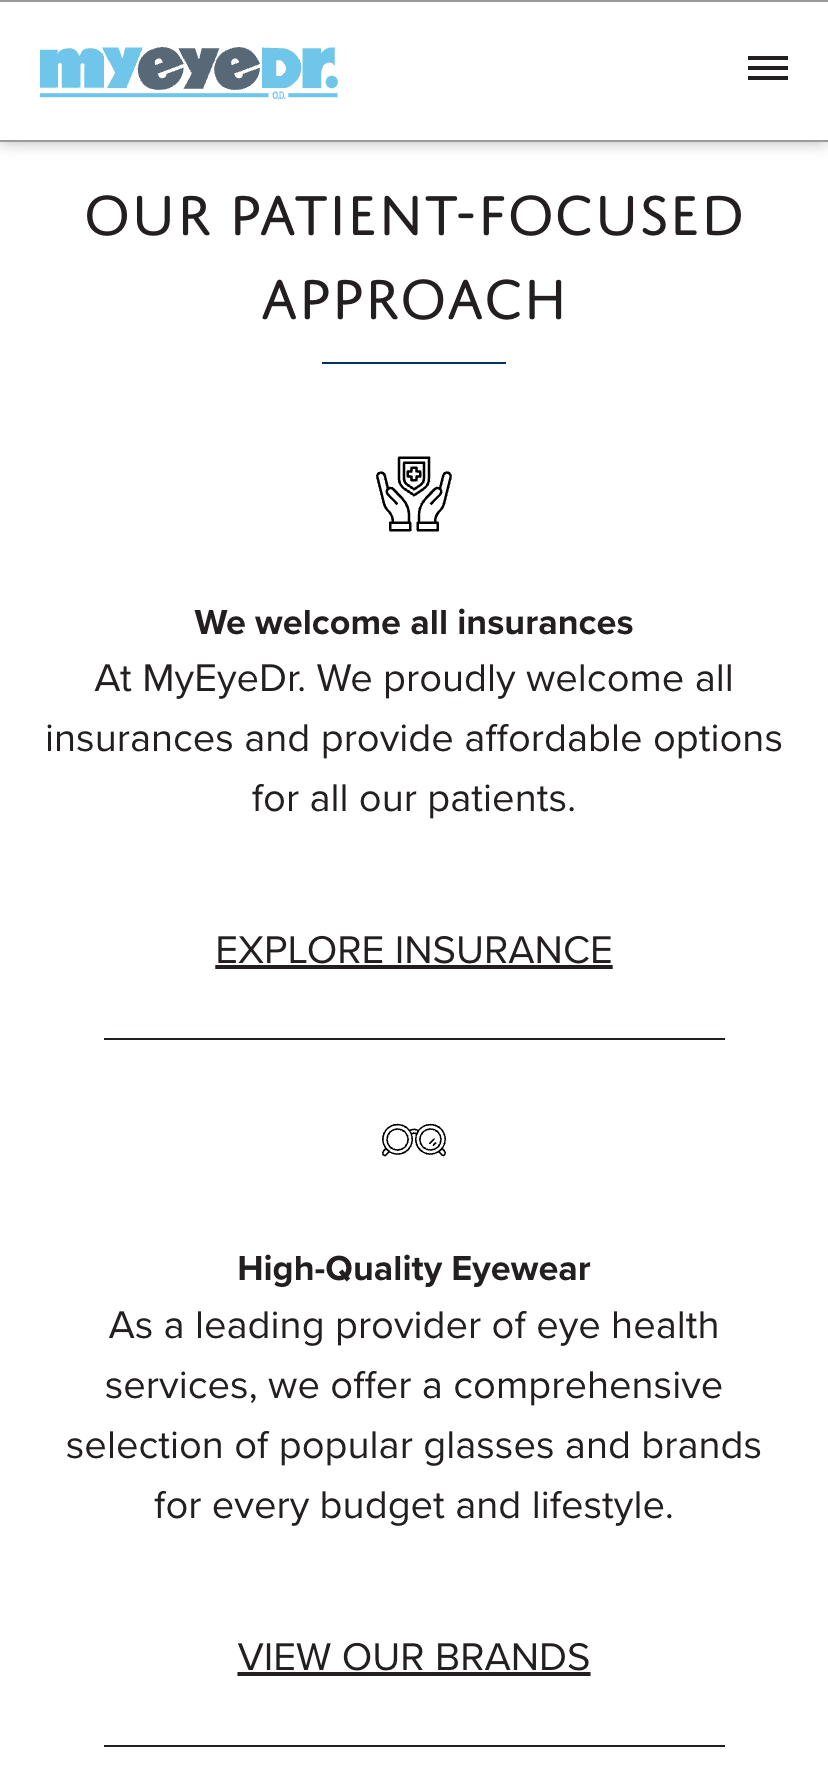 myeyeDr.
O.D.
OUR PATIENT-FOCUSED
APPROACH
We welcome all insurances
At MyEyeDr. We proudly welcome all
insurances and provide affordable options
for all our patients.
EXPLORE INSURANCE
High-Quality Eyewear
As a leading provider of eye health
services, we offer a comprehensive
selection of popular glasses and brands
for every budget and lifestyle.
VIEW OUR BRANDS